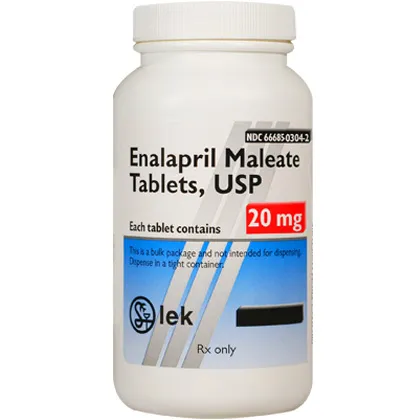 NDC 66685-0304-2
Enalapril Maleate
Tablets, USP
20 mg
Each tablet contains
This is a bulk package and not intended for dispensing.
Dispense in a tight container.
lek
Rx only